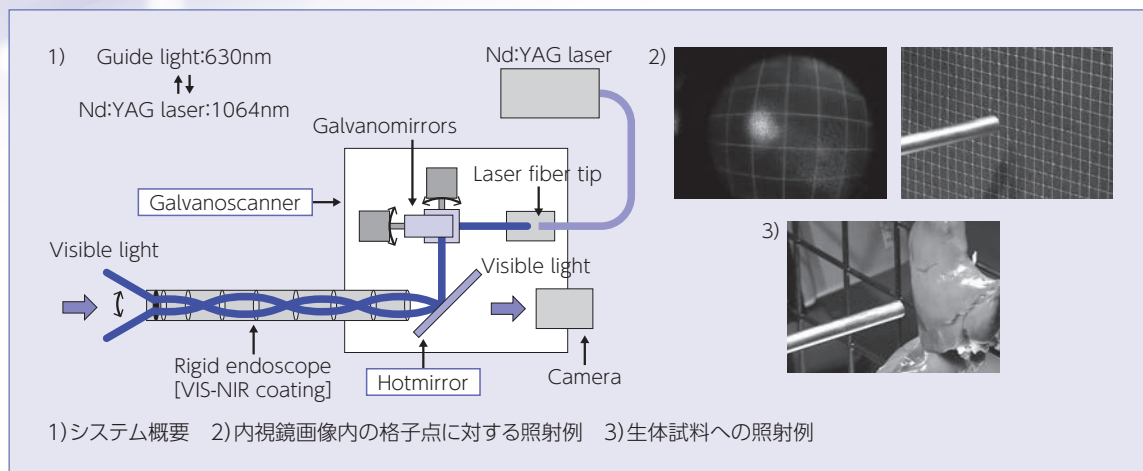 1)
Guide light:630nm
Nd:YAG laser:1064nm
Nd:YAG laser
2)
Galvanomirrors
Laser fiber tip
Galvanoscanner
3)
Visible light
Visible light
Rigid endoscope
[VIS-NIR coating]
Hotmirror
Camera
1)システム概要　2)内視鏡画像内の格子点に対する照射例　3)生体試料への照射例